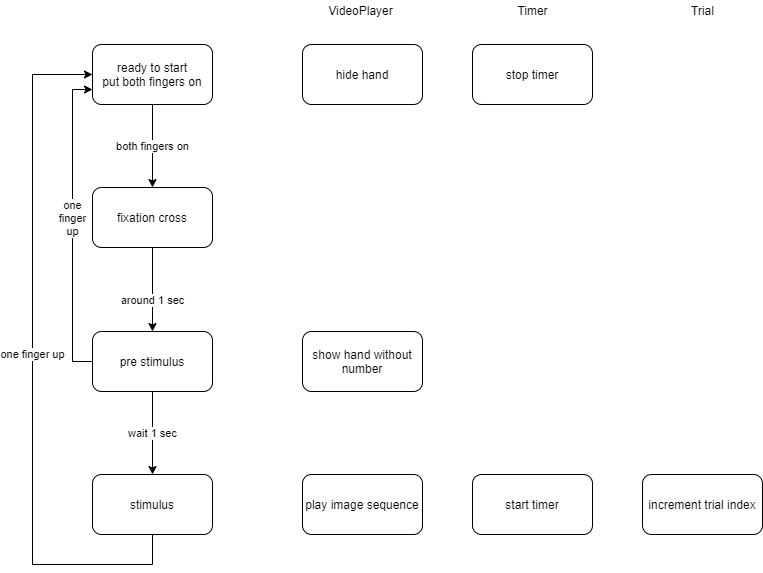 VideoPlayer
Timer
Trial
ready to start
put both fingers on
hide hand
stop timer
both fingers on
one
finger
up
fixation cross
around 1 sec
one finger up
pre stimulus
show hand without
number
wait 1 sec
stimulus
play image sequence
start timer
increment trial index